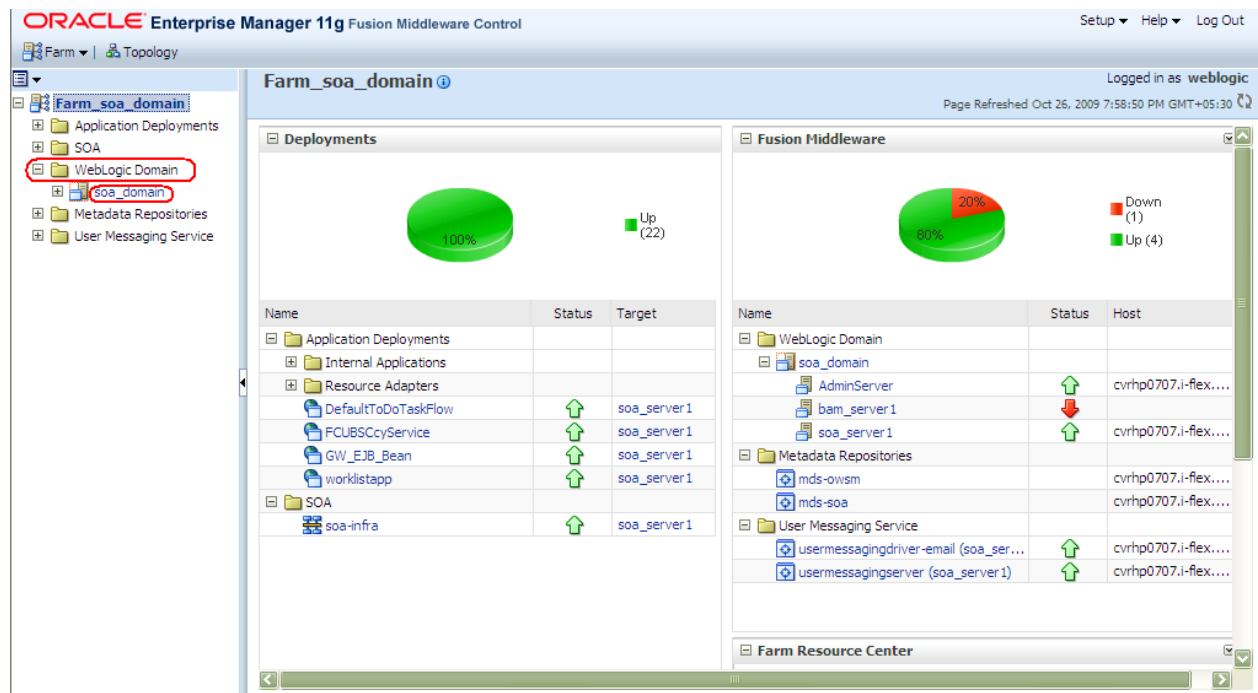 ORACLE Enterprise Manager 11g Fusion Middleware Control
Setup Help Log Out
Farm | Topology
Farm_soa_domain
Application Deployments
SOA
WebLogic Domain
soa_domain
Metadata Repositories
User Messaging Service
Farm_soa_domain
Logged in as weblogic
Page Refreshed Oct 26, 2009 7:58:50 PM GMT+05:30
Deployments
100%
Up
(22)
Name Status Target
Application Deployments
Internal Applications
Resource Adapters
DefaultToDoTaskFlow soa_server1
FCUBSCcyService soa_server1
GW_EJB_Bean soa_server1
worklistapp soa_server1
SOA
soa-infra soa_server1
Fusion Middleware
20%
80%
Down
(1)
Up (4)
Name Status Host
WebLogic Domain
soa_domain
AdminServer cvrhp0707.i-flex....
bam_server1
soa_server1 cvrhp0707.i-flex....
Metadata Repositories
mds-owsm cvrhp0707.i-flex....
mds-soa cvrhp0707.i-flex....
User Messaging Service
usermessagingdriver-email (soa_ser... cvrhp0707.i-flex....
usermessagingserver (soa_server1) cvrhp0707.i-flex....
Farm Resource Center